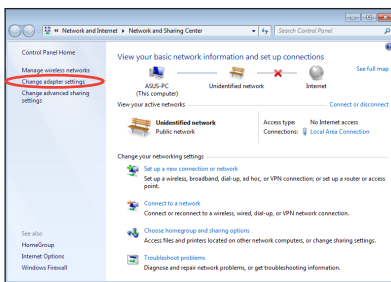 Network and Internet ▸ Network and Sharing Center
Search Control Panel
Control Panel Home
Manage wireless networks
Change adapter settings
Change advanced sharing
settings
See also
HomeGroup
Internet Options
Windows Firewall
View your basic network information and set up connections
See full map
ASUS-PC
(This computer)
Unidentified network
Internet
View your active networks
Connect or disconnect
Unidentified network
Public network
Access type: No Internet access
Connections: Local Area Connection
Change your networking settings
Set up a new connection or network
Set up a wireless, broadband, dial-up, ad hoc, or VPN connection; or set up a router or access
point.
Connect to a network
Connect or reconnect to a wireless, wired, dial-up, or VPN network connection.
Choose homegroup and sharing options
Access files and printers located on other network computers, or change sharing settings.
Troubleshoot problems
Diagnose and repair network problems, or get troubleshooting information.